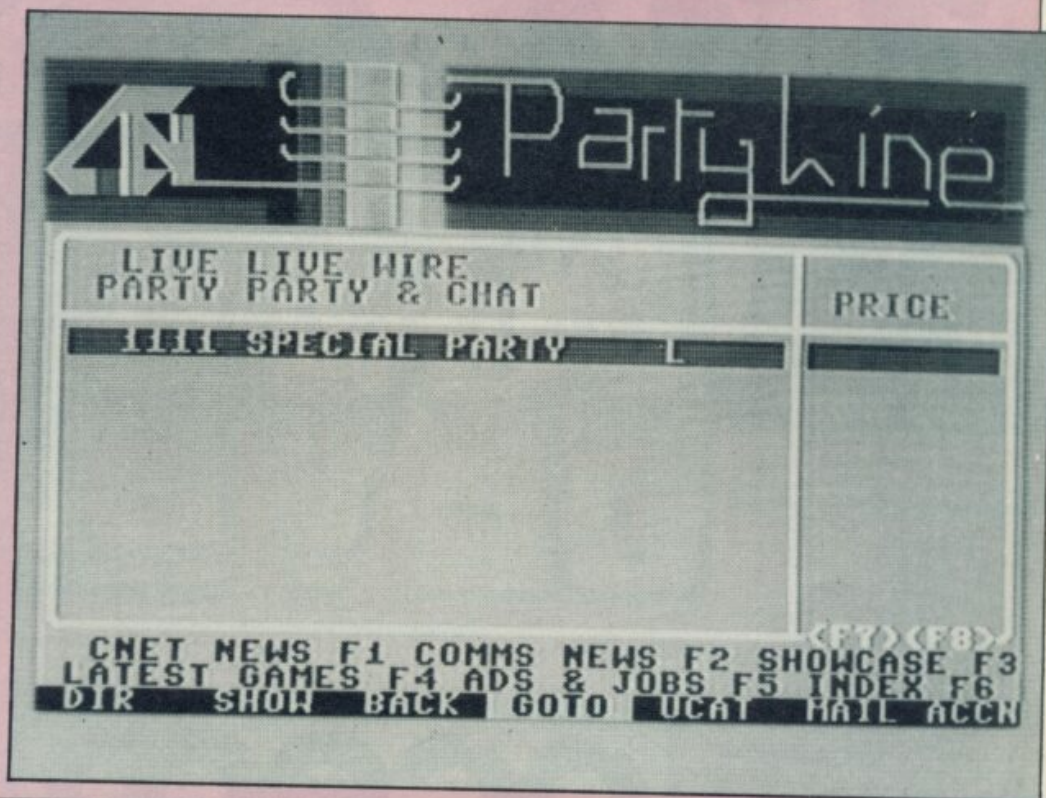 CN PartyLine
LIVE LIVE WIRE
PARTY PARTY & CHAT
PRICE
1111 SPECIAL PARTY L
<F7><F8>
CNET NEWS F1 COMMS NEWS F2 SHOWCASE F3
LATEST GAMES F4 ADS & JOBS F5 INDEX F6
DIR SHOW BACK GOTO UCAT MAIL ACCN